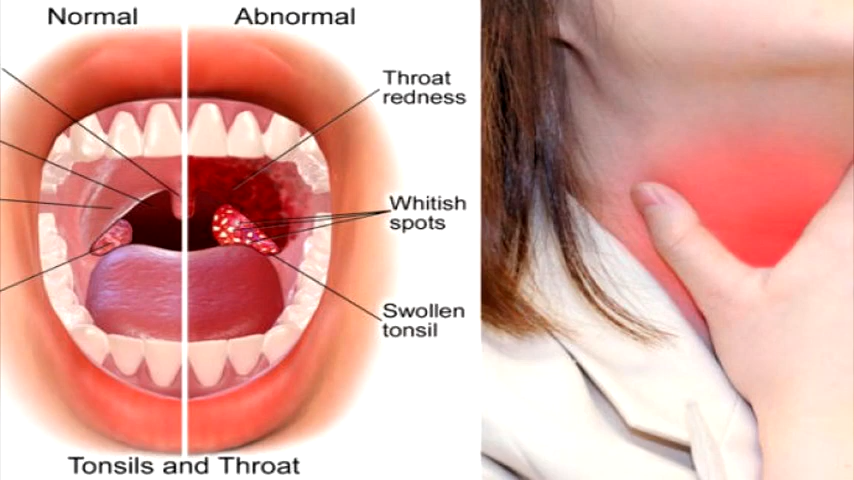 Normal
Abnormal
Throat
redness
Whitish
spots
Swollen
tonsil
Tonsils and Throat